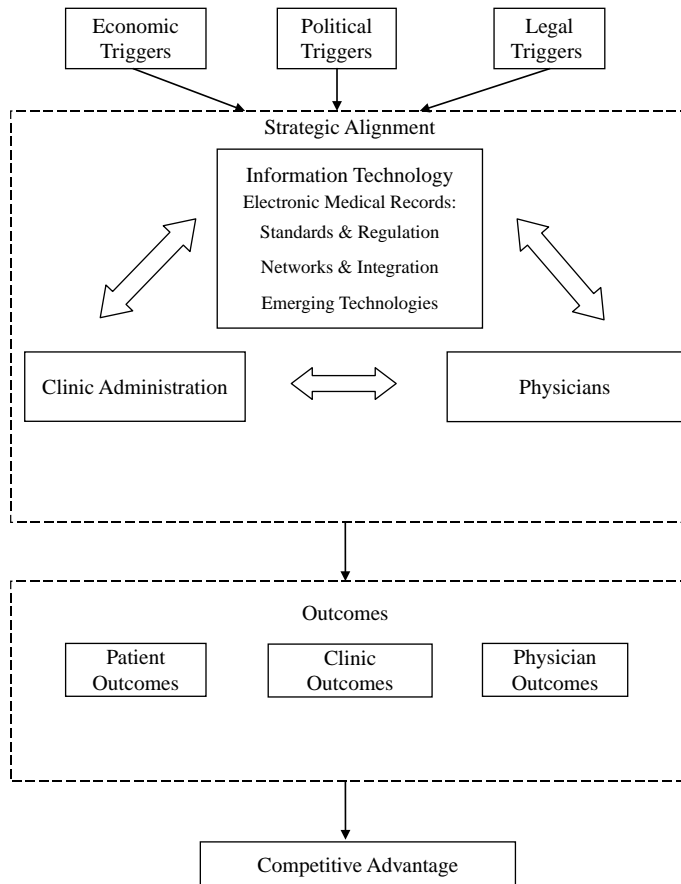 Economic
Triggers
Political
Triggers
Legal
Triggers
Strategic Alignment
Information Technology
Electronic Medical Records:
Standards & Regulation
Networks & Integration
Emerging Technologies
Clinic Administration
Physicians
Outcomes
Patient
Outcomes
Clinic
Outcomes
Physician
Outcomes
Competitive Advantage